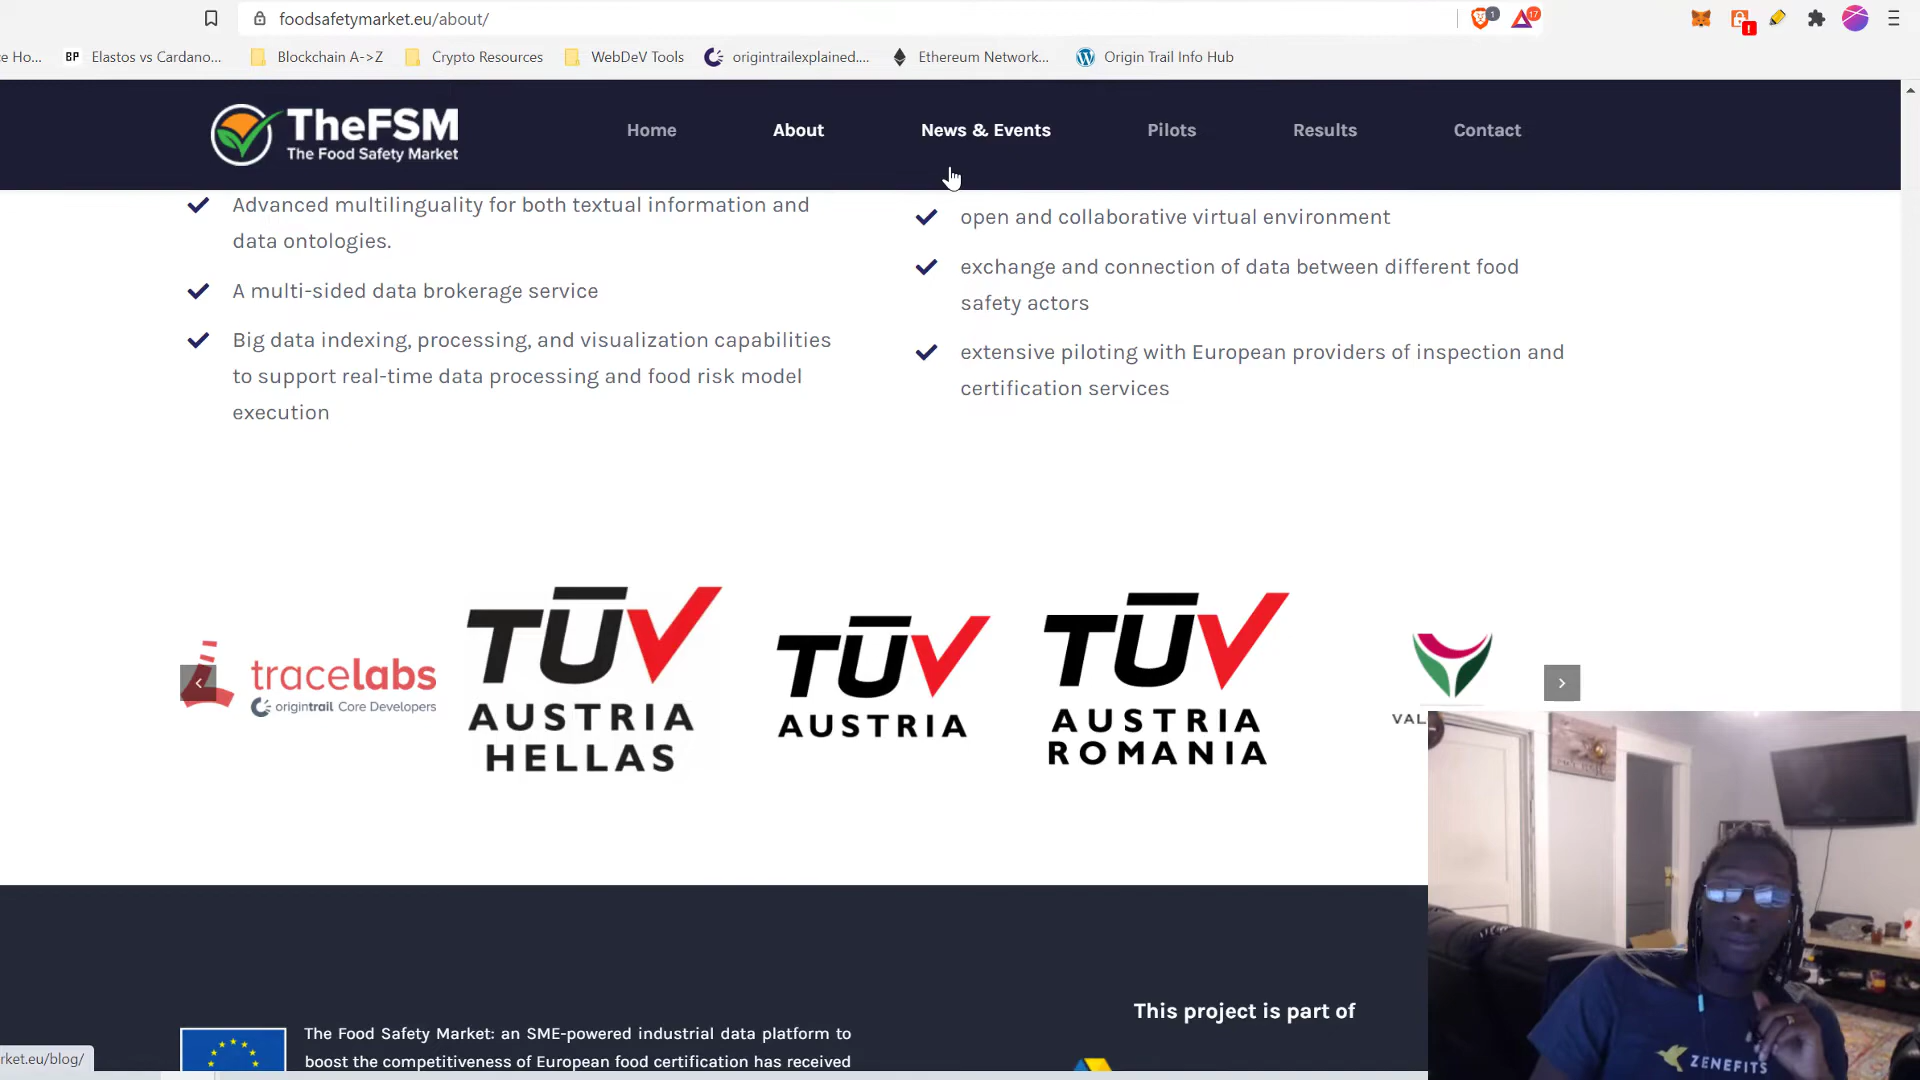 foodsafetymarket.eu/about/
1
17
ce Ho...
BP Elastos vs Cardano...
Blockchain A->Z
Crypto Resources
WebDeV Tools
origintrailexplained....
Ethereum Network...
Origin Trail Info Hub
TheFSM
The Food Safety Market
Home
About
News & Events
Pilots
Results
Contact
Advanced multilinguality for both textual information and
data ontologies.
A multi-sided data brokerage service
Big data indexing, processing, and visualization capabilities
to support real-time data processing and food risk model
execution
open and collaborative virtual environment
exchange and connection of data between different food
safety actors
extensive piloting with European providers of inspection and
certification services
tracelabs
origintrail Core Developers
TÜV
AUSTRIA
HELLAS
TÜV
AUSTRIA
TÜV
AUSTRIA
ROMANIA
VAL
This project is part of
The Food Safety Market: an SME-powered industrial data platform to
boost the competitiveness of European food certification has received
rket.eu/blog/
ZENEFITS